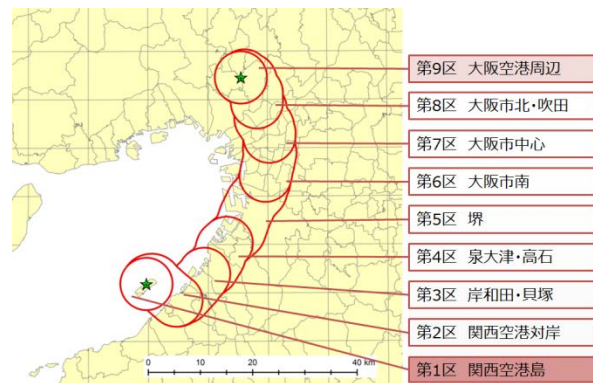 第9区 大阪空港周辺
第8区 大阪市北・吹田
第7区 大阪市中心
第6区 大阪市南
第5区 堺
第4区 泉大津・高石
第3区 岸和田・貝塚
第2区 関西空港対岸
第1区 関西空港島
0 10 20 40
km